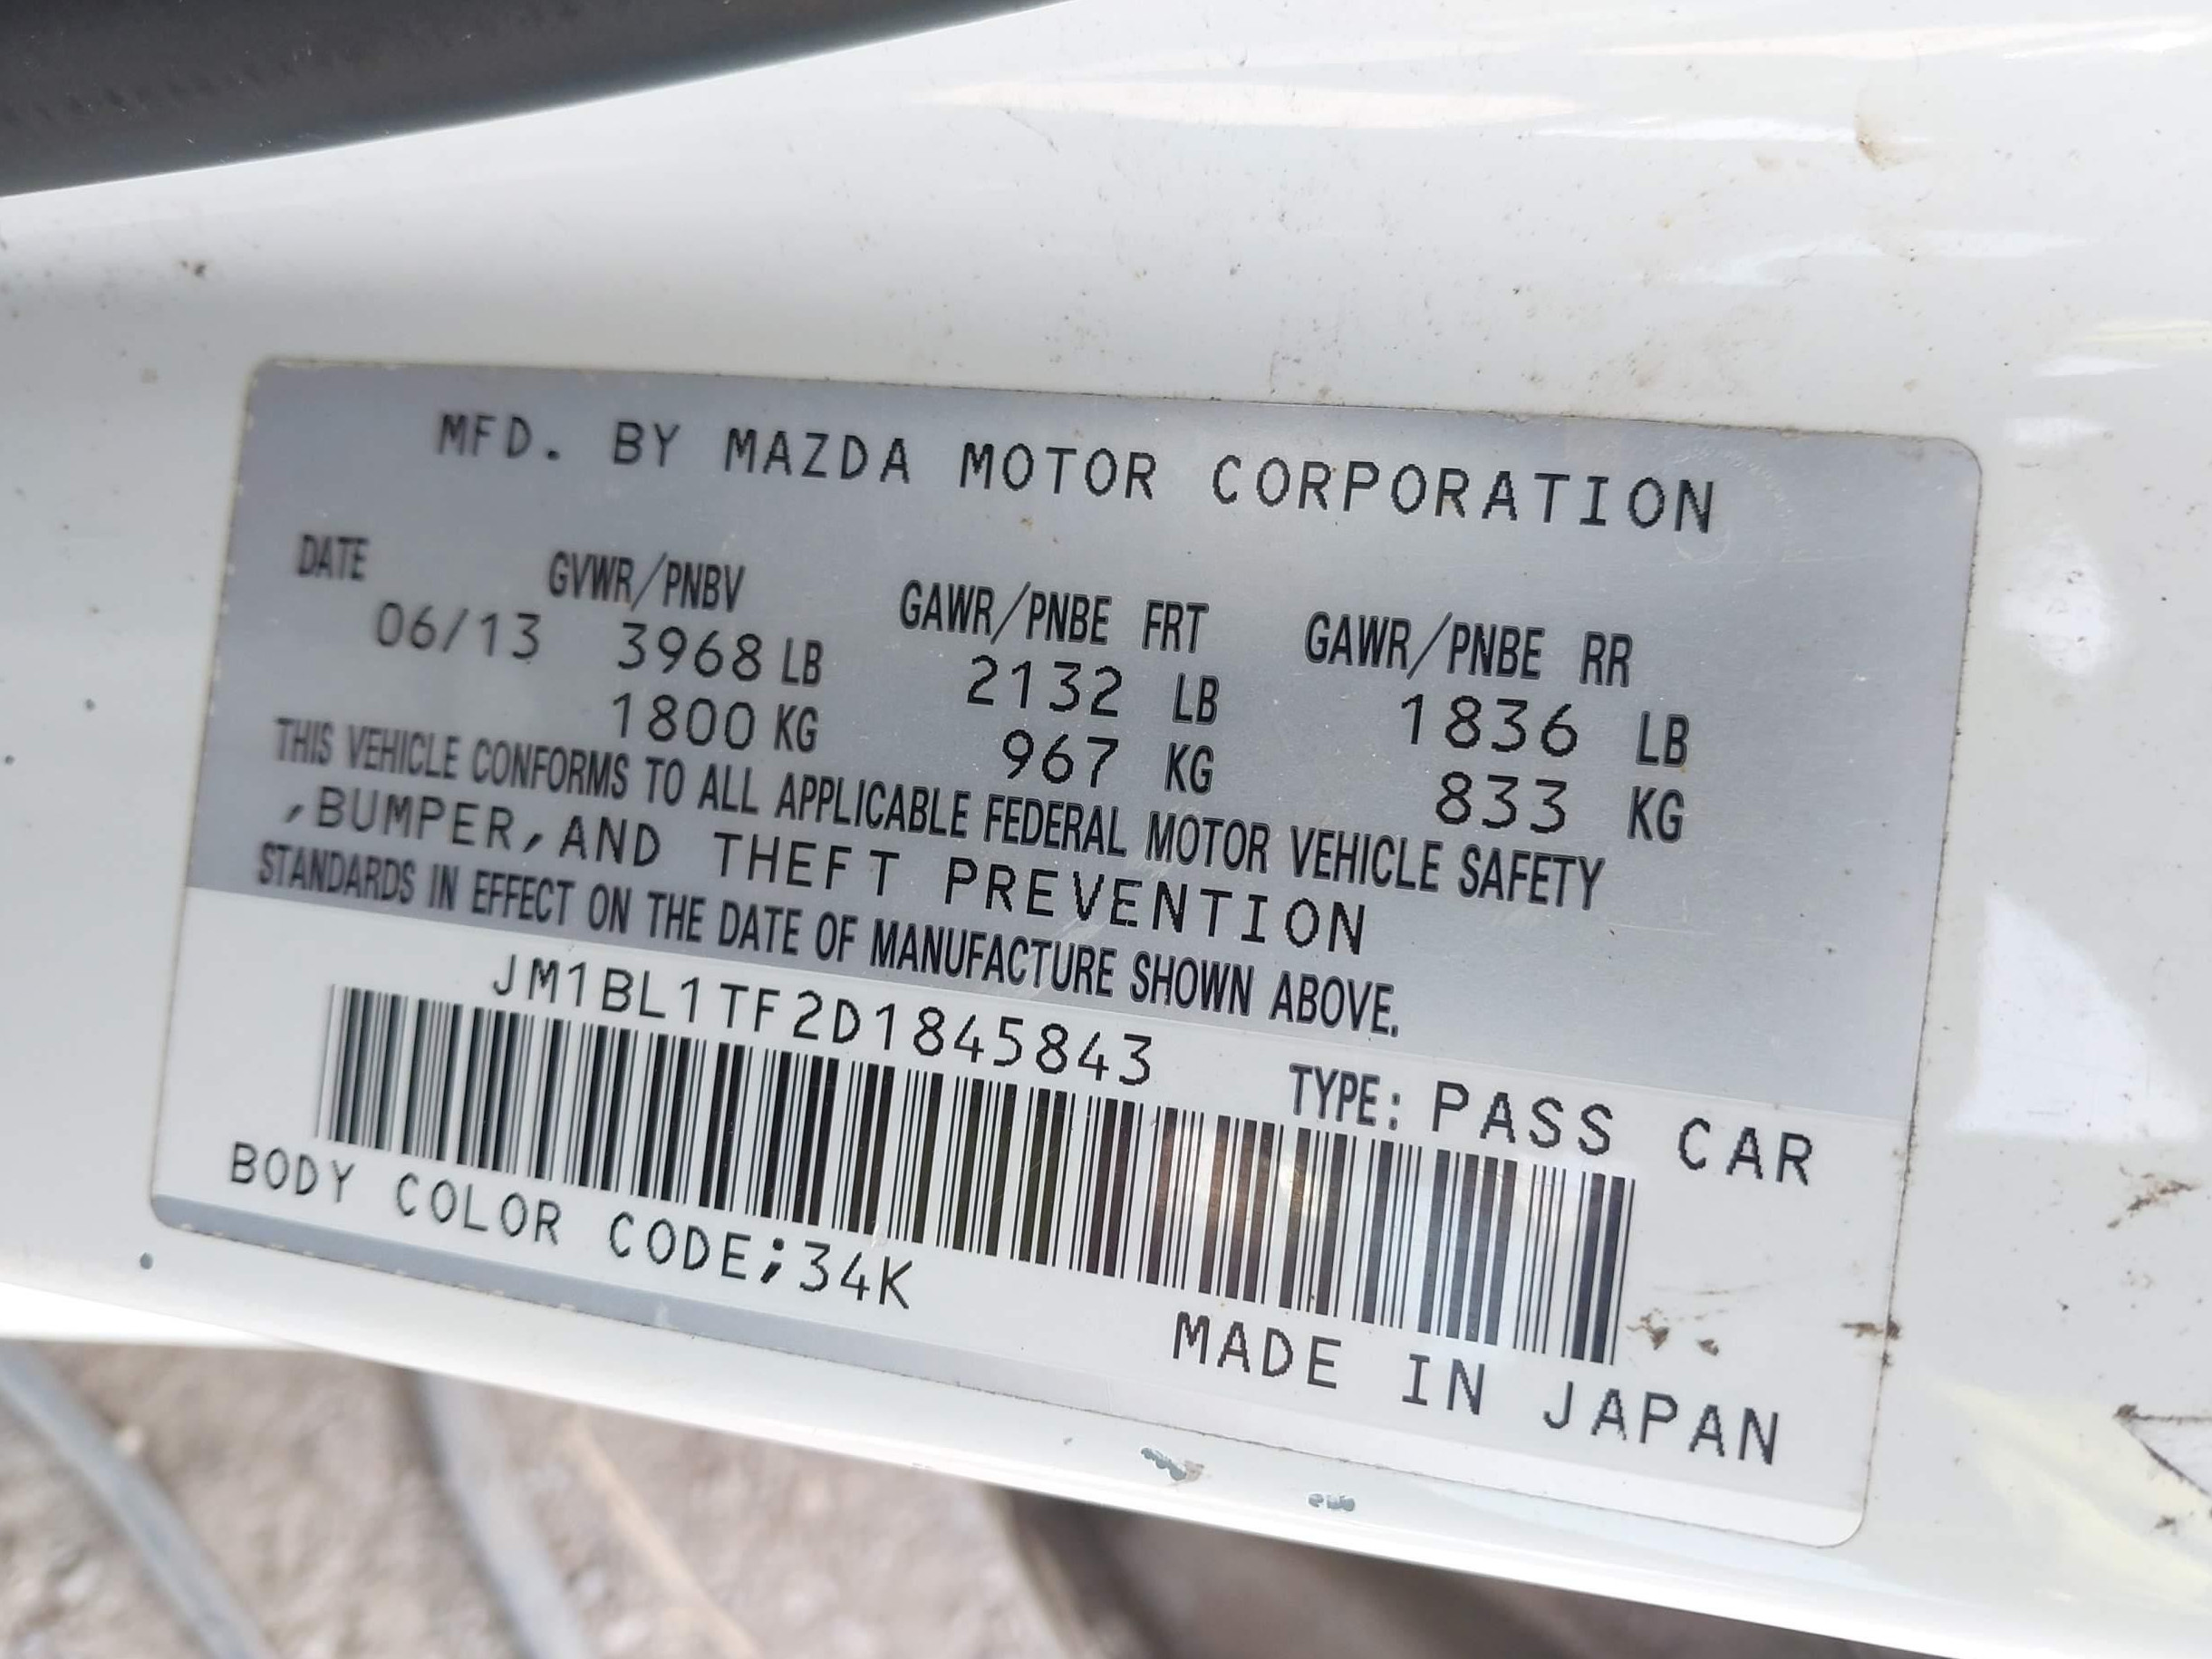 MFD. BY MAZDA MOTOR CORPORATION
DATE GVWR/PNBV GAWR/PNBE FRT GAWR/PNBE RR
06/13 3968 LB 2132 LB 1836 LB
1800 KG 967 KG 833 KG
THIS VEHICLE CONFORMS TO ALL APPLICABLE FEDERAL MOTOR VEHICLE SAFETY
,BUMPER,AND THEFT PREVENTION
STANDARDS IN EFFECT ON THE DATE OF MANUFACTURE SHOWN ABOVE.
JM1BL1TF2D1845843 TYPE: PASS CAR
BODY COLOR CODE;34K
MADE IN JAPAN